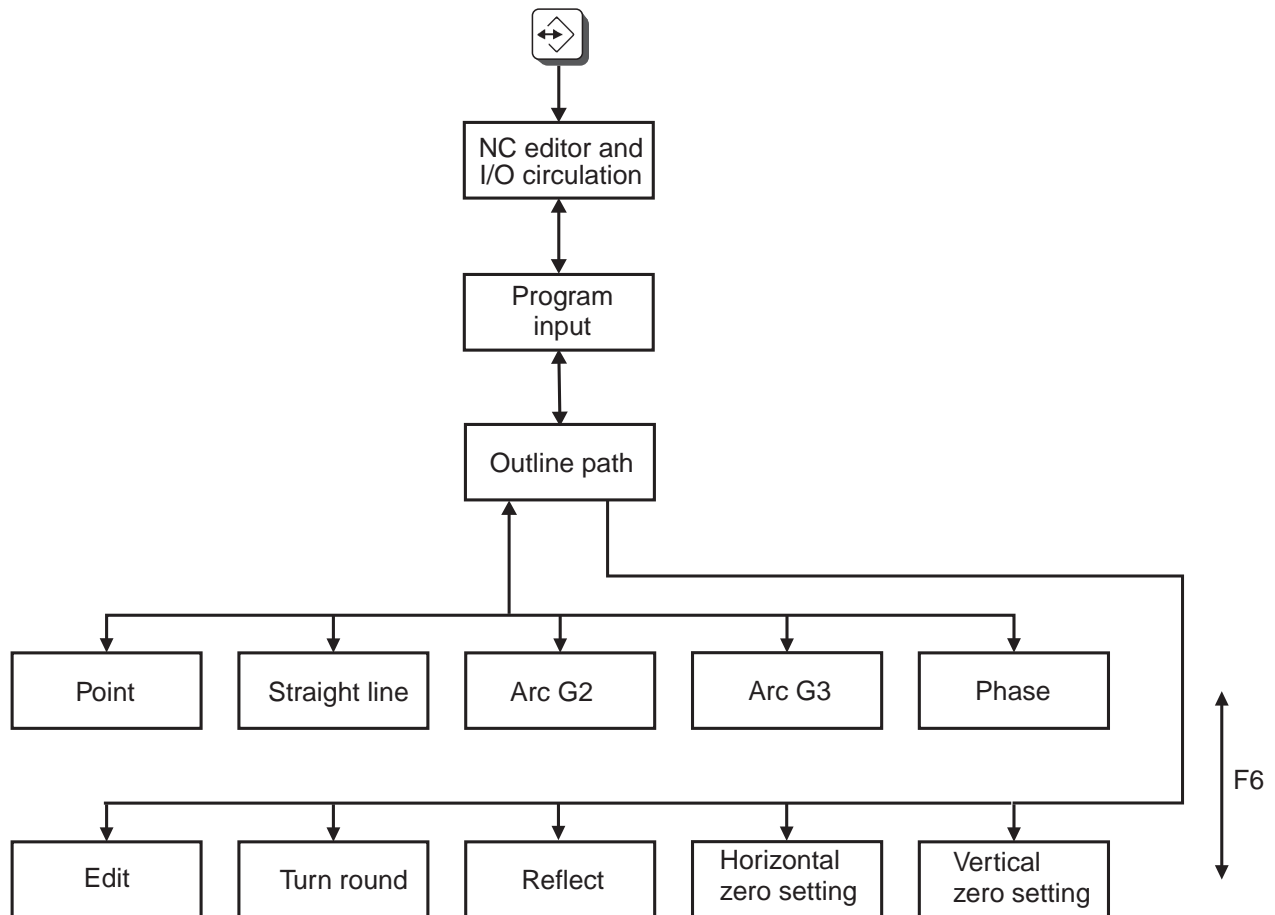 NC editor and
I/O circulation
Program
input
Outline path
Point
Straight line
Arc G2
Arc G3
Phase
F6
Edit
Turn round
Reflect
Horizontal
zero setting
Vertical
zero setting